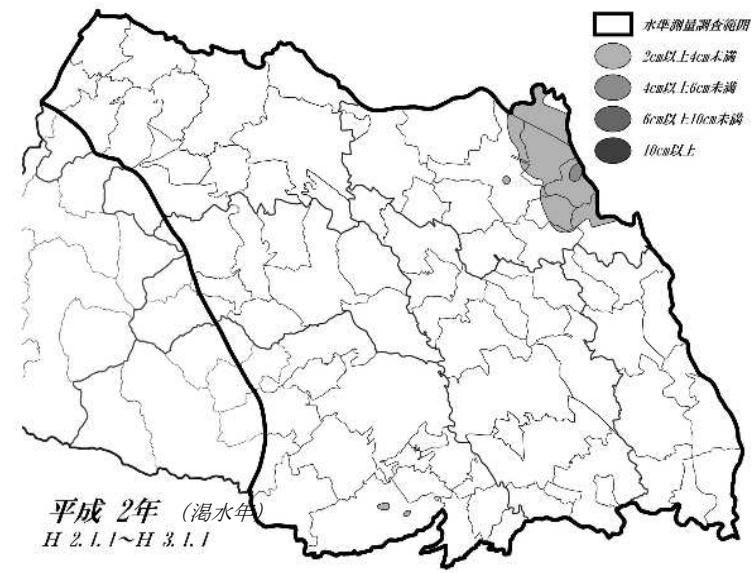 水準測量調査範囲
2cm以上4cm未満
4cm以上6cm未満
6cm以上10cm未満
10cm以上
平成 2年 (渇水年)
H 2.1.1~H 3.1.1